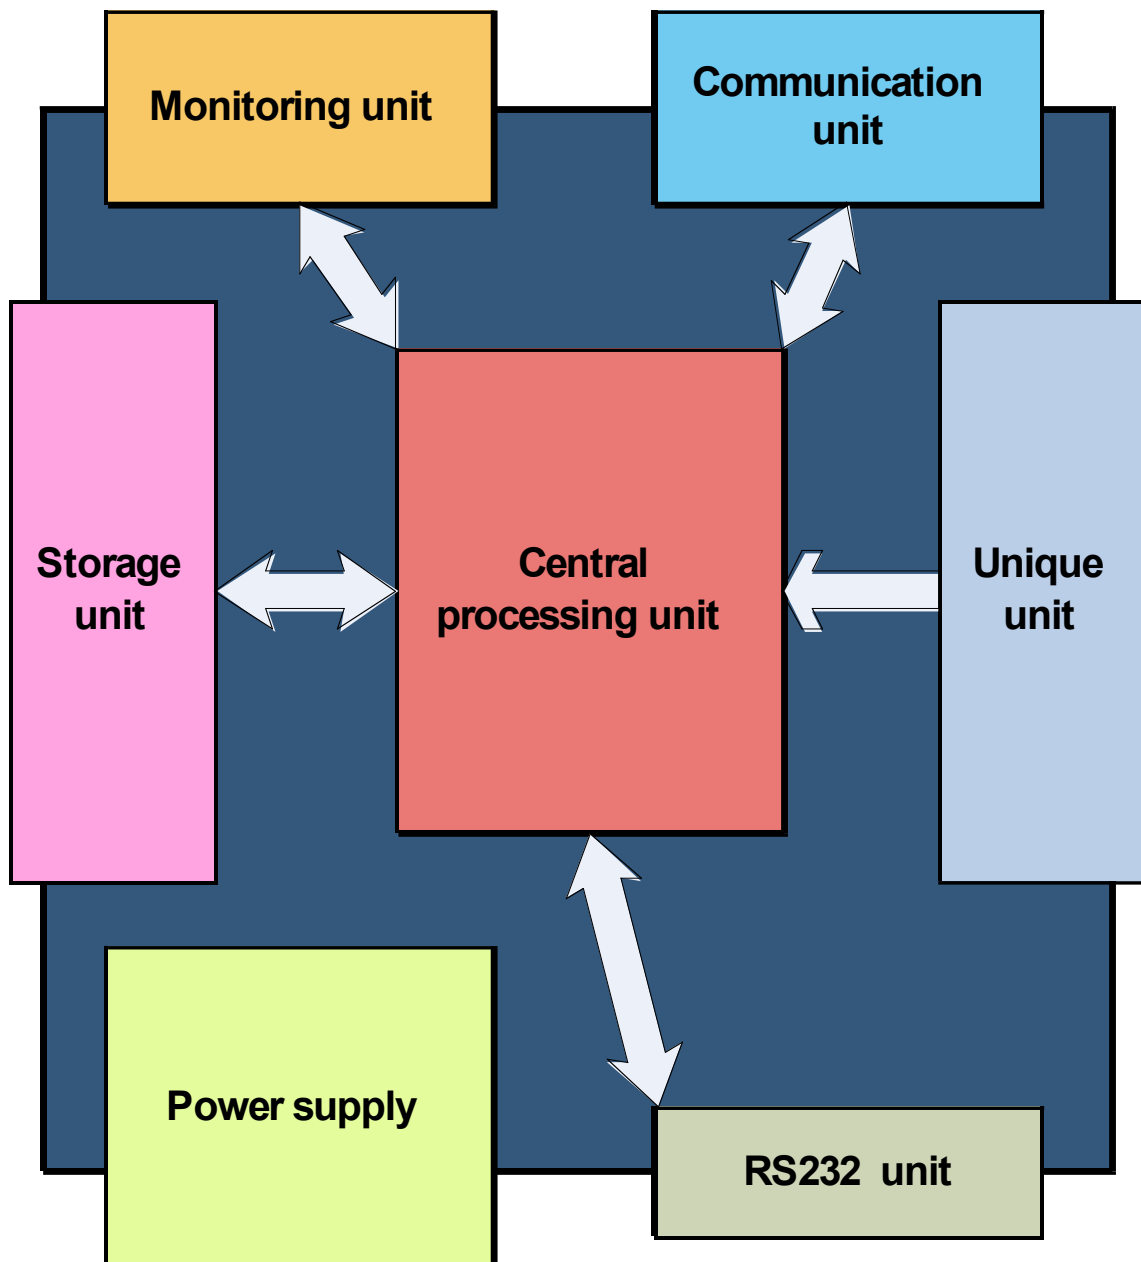 Monitoring unit
Communication
unit
Storage
unit
Central
processing unit
Unique
unit
Power supply
RS232 unit